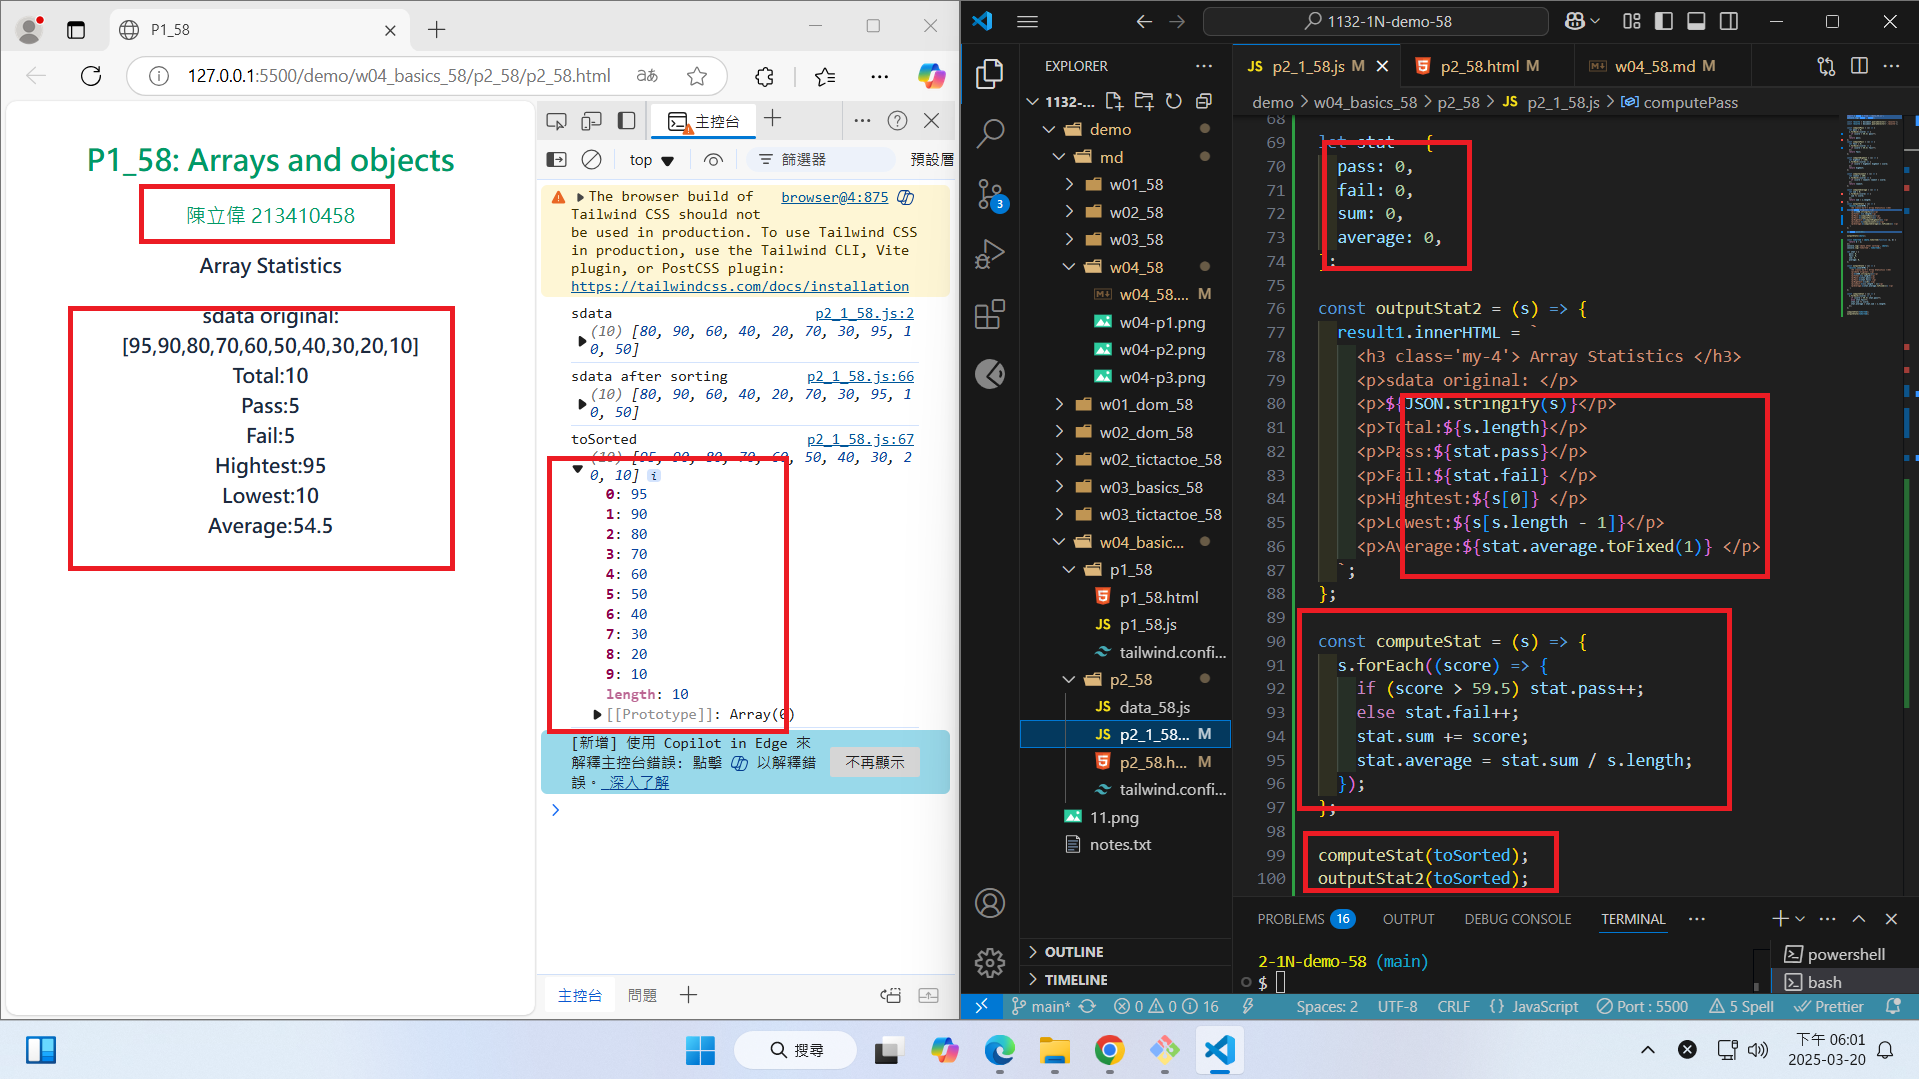 P1_58
127.0.0.1:5500/demo/w04_basics_58/p2_58/p2_58.html
P1_58: Arrays and objects
陳立偉 213410458
Array Statistics
sdata original:
[95,90,80,70,60,50,40,30,20,10]
Total:10
Pass:5
Fail:5
Hightest:95
Lowest:10
Average:54.5
主控台
top
篩選器
預設層
The browser build of Tailwind CSS should not be used in production. To use Tailwind CSS in production, use the Tailwind CLI, Vite plugin, or PostCSS plugin:
browser@4:875
https://tailwindcss.com/docs/installation
sdata
p2_1_58.js:2
(10) [80, 90, 60, 40, 20, 70, 30, 95, 1
0, 50]
sdata after sorting
p2_1_58.js:66
(10) [80, 90, 60, 40, 20, 70, 30, 95, 1
0, 50]
toSorted
p2_1_58.js:67
(10) [95, 90, 80, 70, 60, 50, 40, 30, 2
0, 10]
0: 95
1: 90
2: 80
3: 70
4: 60
5: 50
6: 40
7: 30
8: 20
9: 10
length: 10
[[Prototype]]: Array(0)
[新增] 使用 Copilot in Edge 來
解釋主控台錯誤: 點擊 以解釋錯
誤。 深入了解
不再顯示
主控台
問題
1132-1N-demo-58
EXPLORER
1132-...
demo
md
w01_58
w02_58
w03_58
w04_58
w04_58.... M
w04-p1.png
w04-p2.png
w04-p3.png
w01_dom_58
w02_dom_58
w02_tictactoe_58
w03_basics_58
w03_tictactoe_58
w04_basic...
p1_58
p1_58.html
p1_58.js
tailwind.confi...
p2_58
data_58.js
p2_1_58... M
p2_58.h... M
tailwind.confi...
11.png
notes.txt
OUTLINE
TIMELINE
3
JS p2_1_58.js M
p2_58.html M
w04_58.md M
demo > w04_basics_58 > p2_58 > JS p2_1_58.js > computePass
68
69 let stat = {
70 pass: 0,
71 fail: 0,
72 sum: 0,
73 average: 0,
74 };
75
76 const outputStat2 = (s) => {
77 result1.innerHTML = `
78 <h3 class='my-4'> Array Statistics </h3>
79 <p>sdata original: </p>
80 <p>${JSON.stringify(s)}</p>
81 <p>Total:${s.length}</p>
82 <p>Pass:${stat.pass}</p>
83 <p>Fail:${stat.fail} </p>
84 <p>Hightest:${s[0]} </p>
85 <p>Lowest:${s[s.length - 1]}</p>
86 <p>Average:${stat.average.toFixed(1)} </p>
87 `;
88 };
89
90 const computeStat = (s) => {
91 s.forEach((score) => {
92 if (score > 59.5) stat.pass++;
93 else stat.fail++;
94 stat.sum += score;
95 stat.average = stat.sum / s.length;
96 });
97 };
98
99 computeStat(toSorted);
100 outputStat2(toSorted);
PROBLEMS 16
OUTPUT
DEBUG CONSOLE
TERMINAL
2-1N-demo-58 (main)
$
powershell
bash
main*
0 0 16
Spaces: 2
UTF-8
CRLF
{} JavaScript
Port : 5500
5 Spell
Prettier
搜尋
下午 06:01
2025-03-20